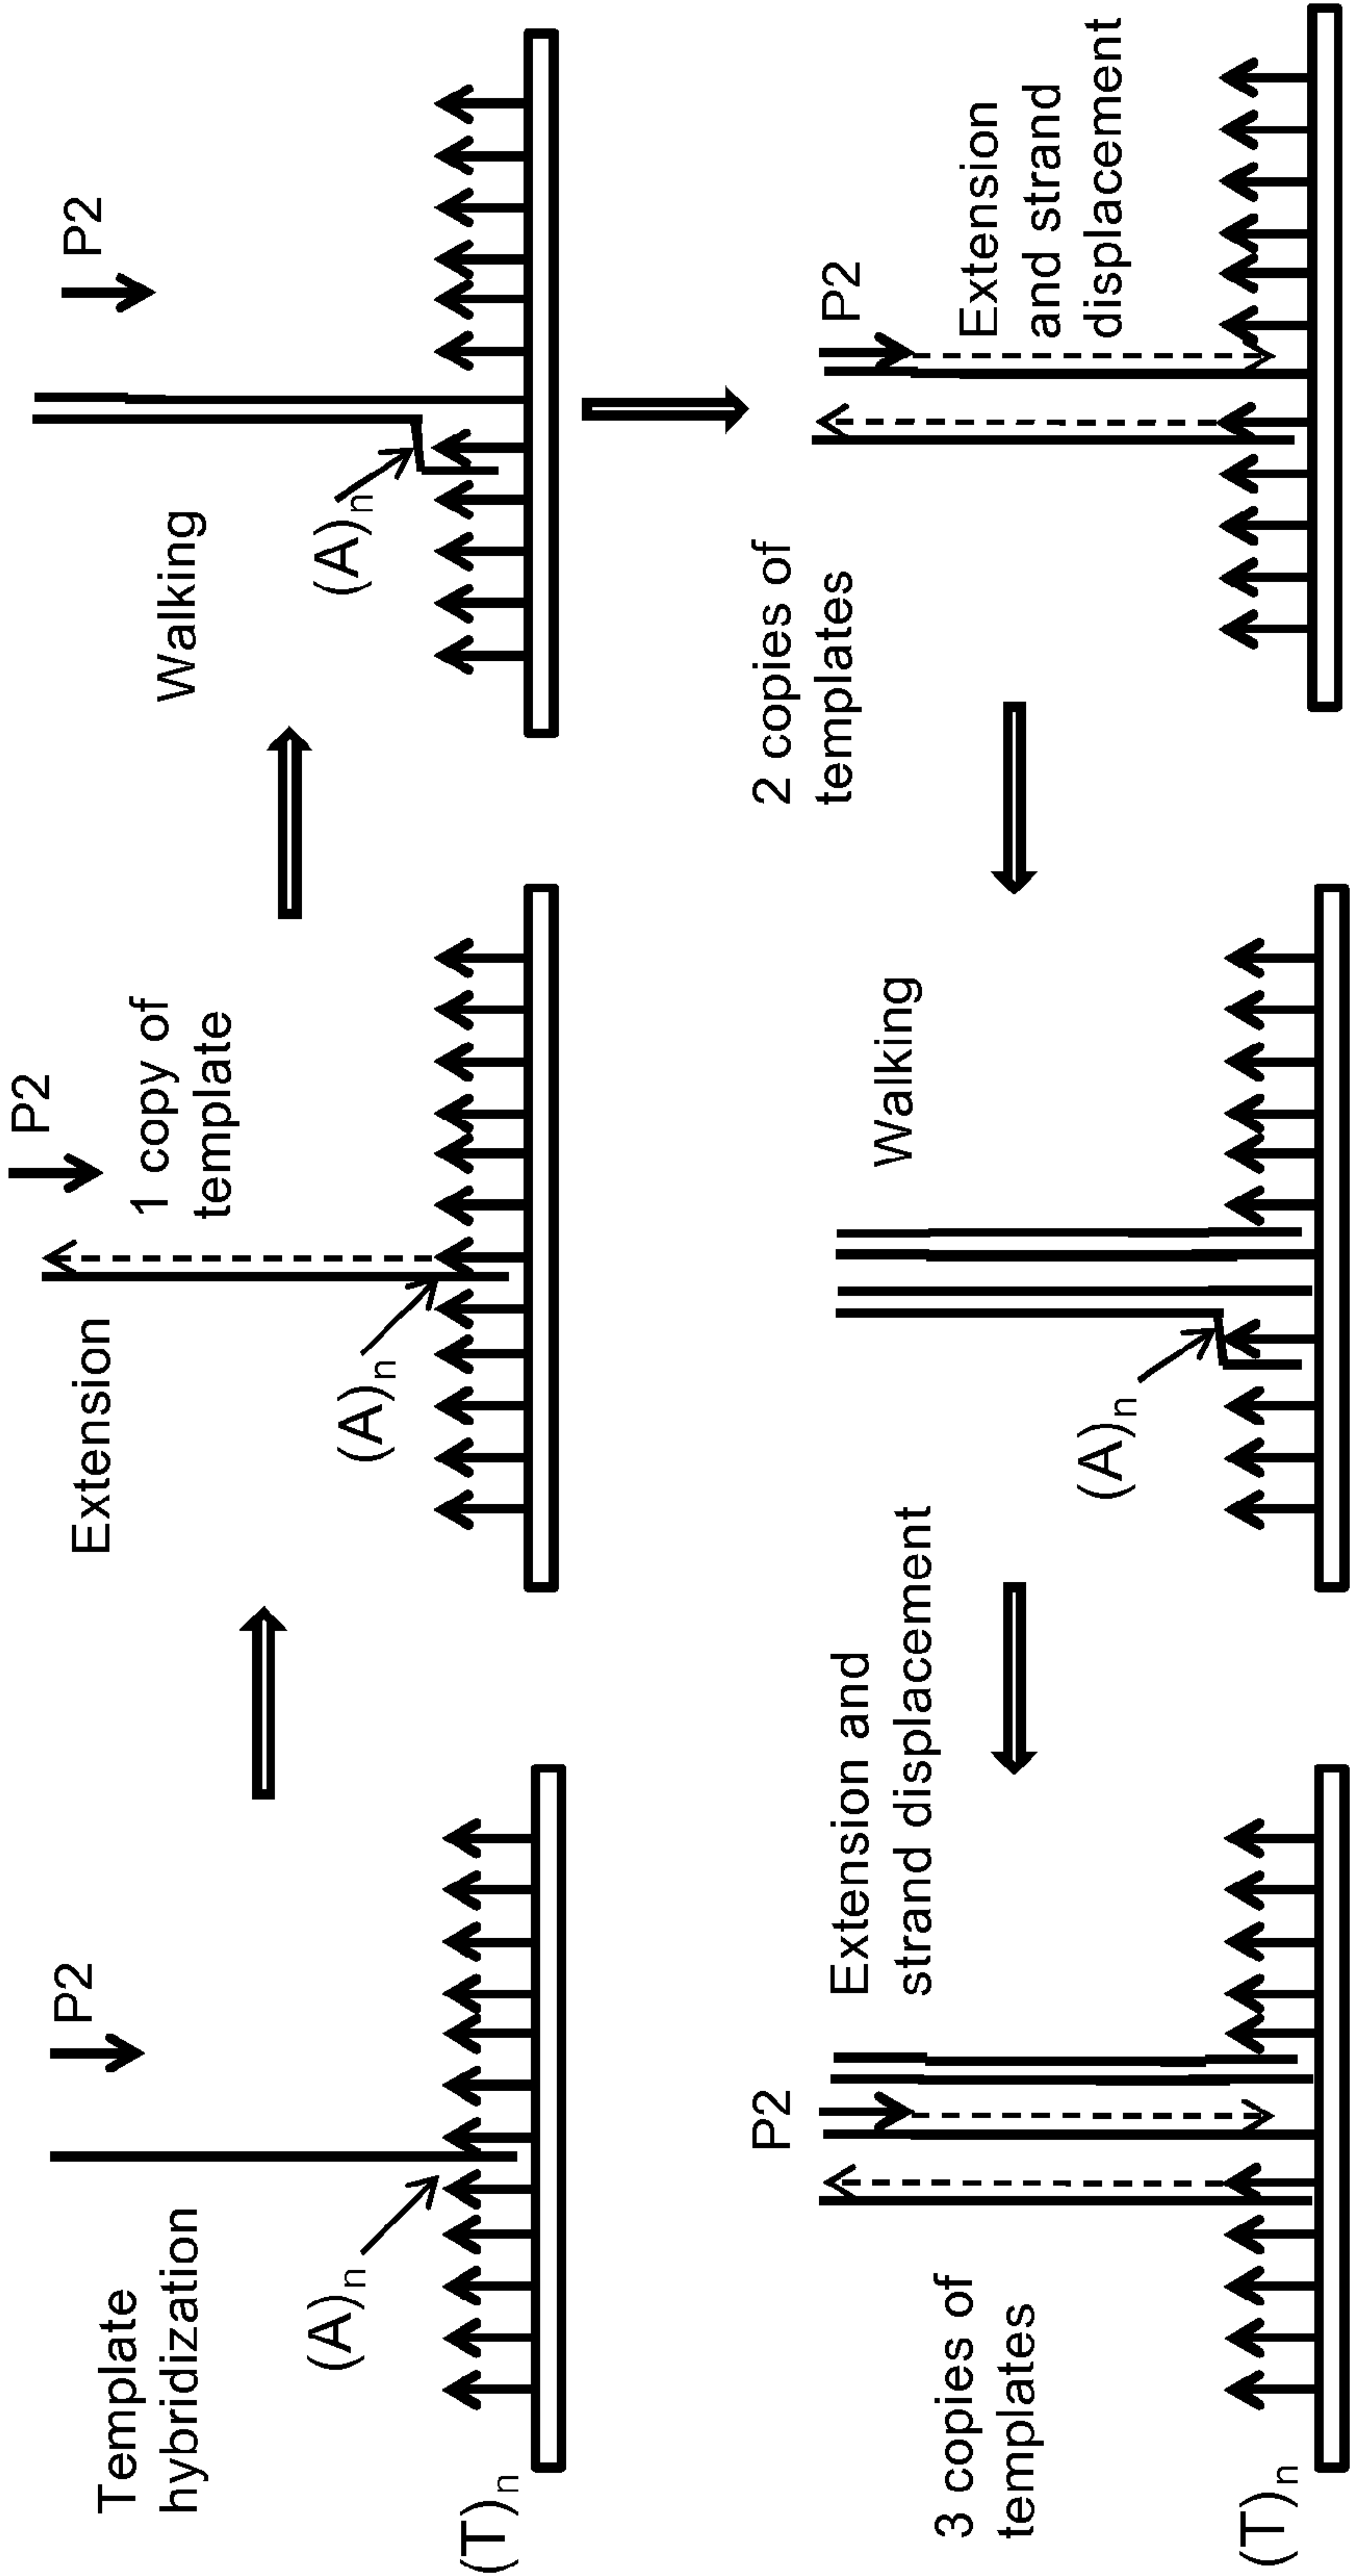 Template
hybridization
P2
(A)n
(T)n
Extension
P2
1 copy of
template
(A)n
Walking
P2
(A)n
2 copies of
templates
P2
Extension
and strand
displacement
Walking
(A)n
Extension and
strand displacement
P2
3 copies of
templates
(T)n